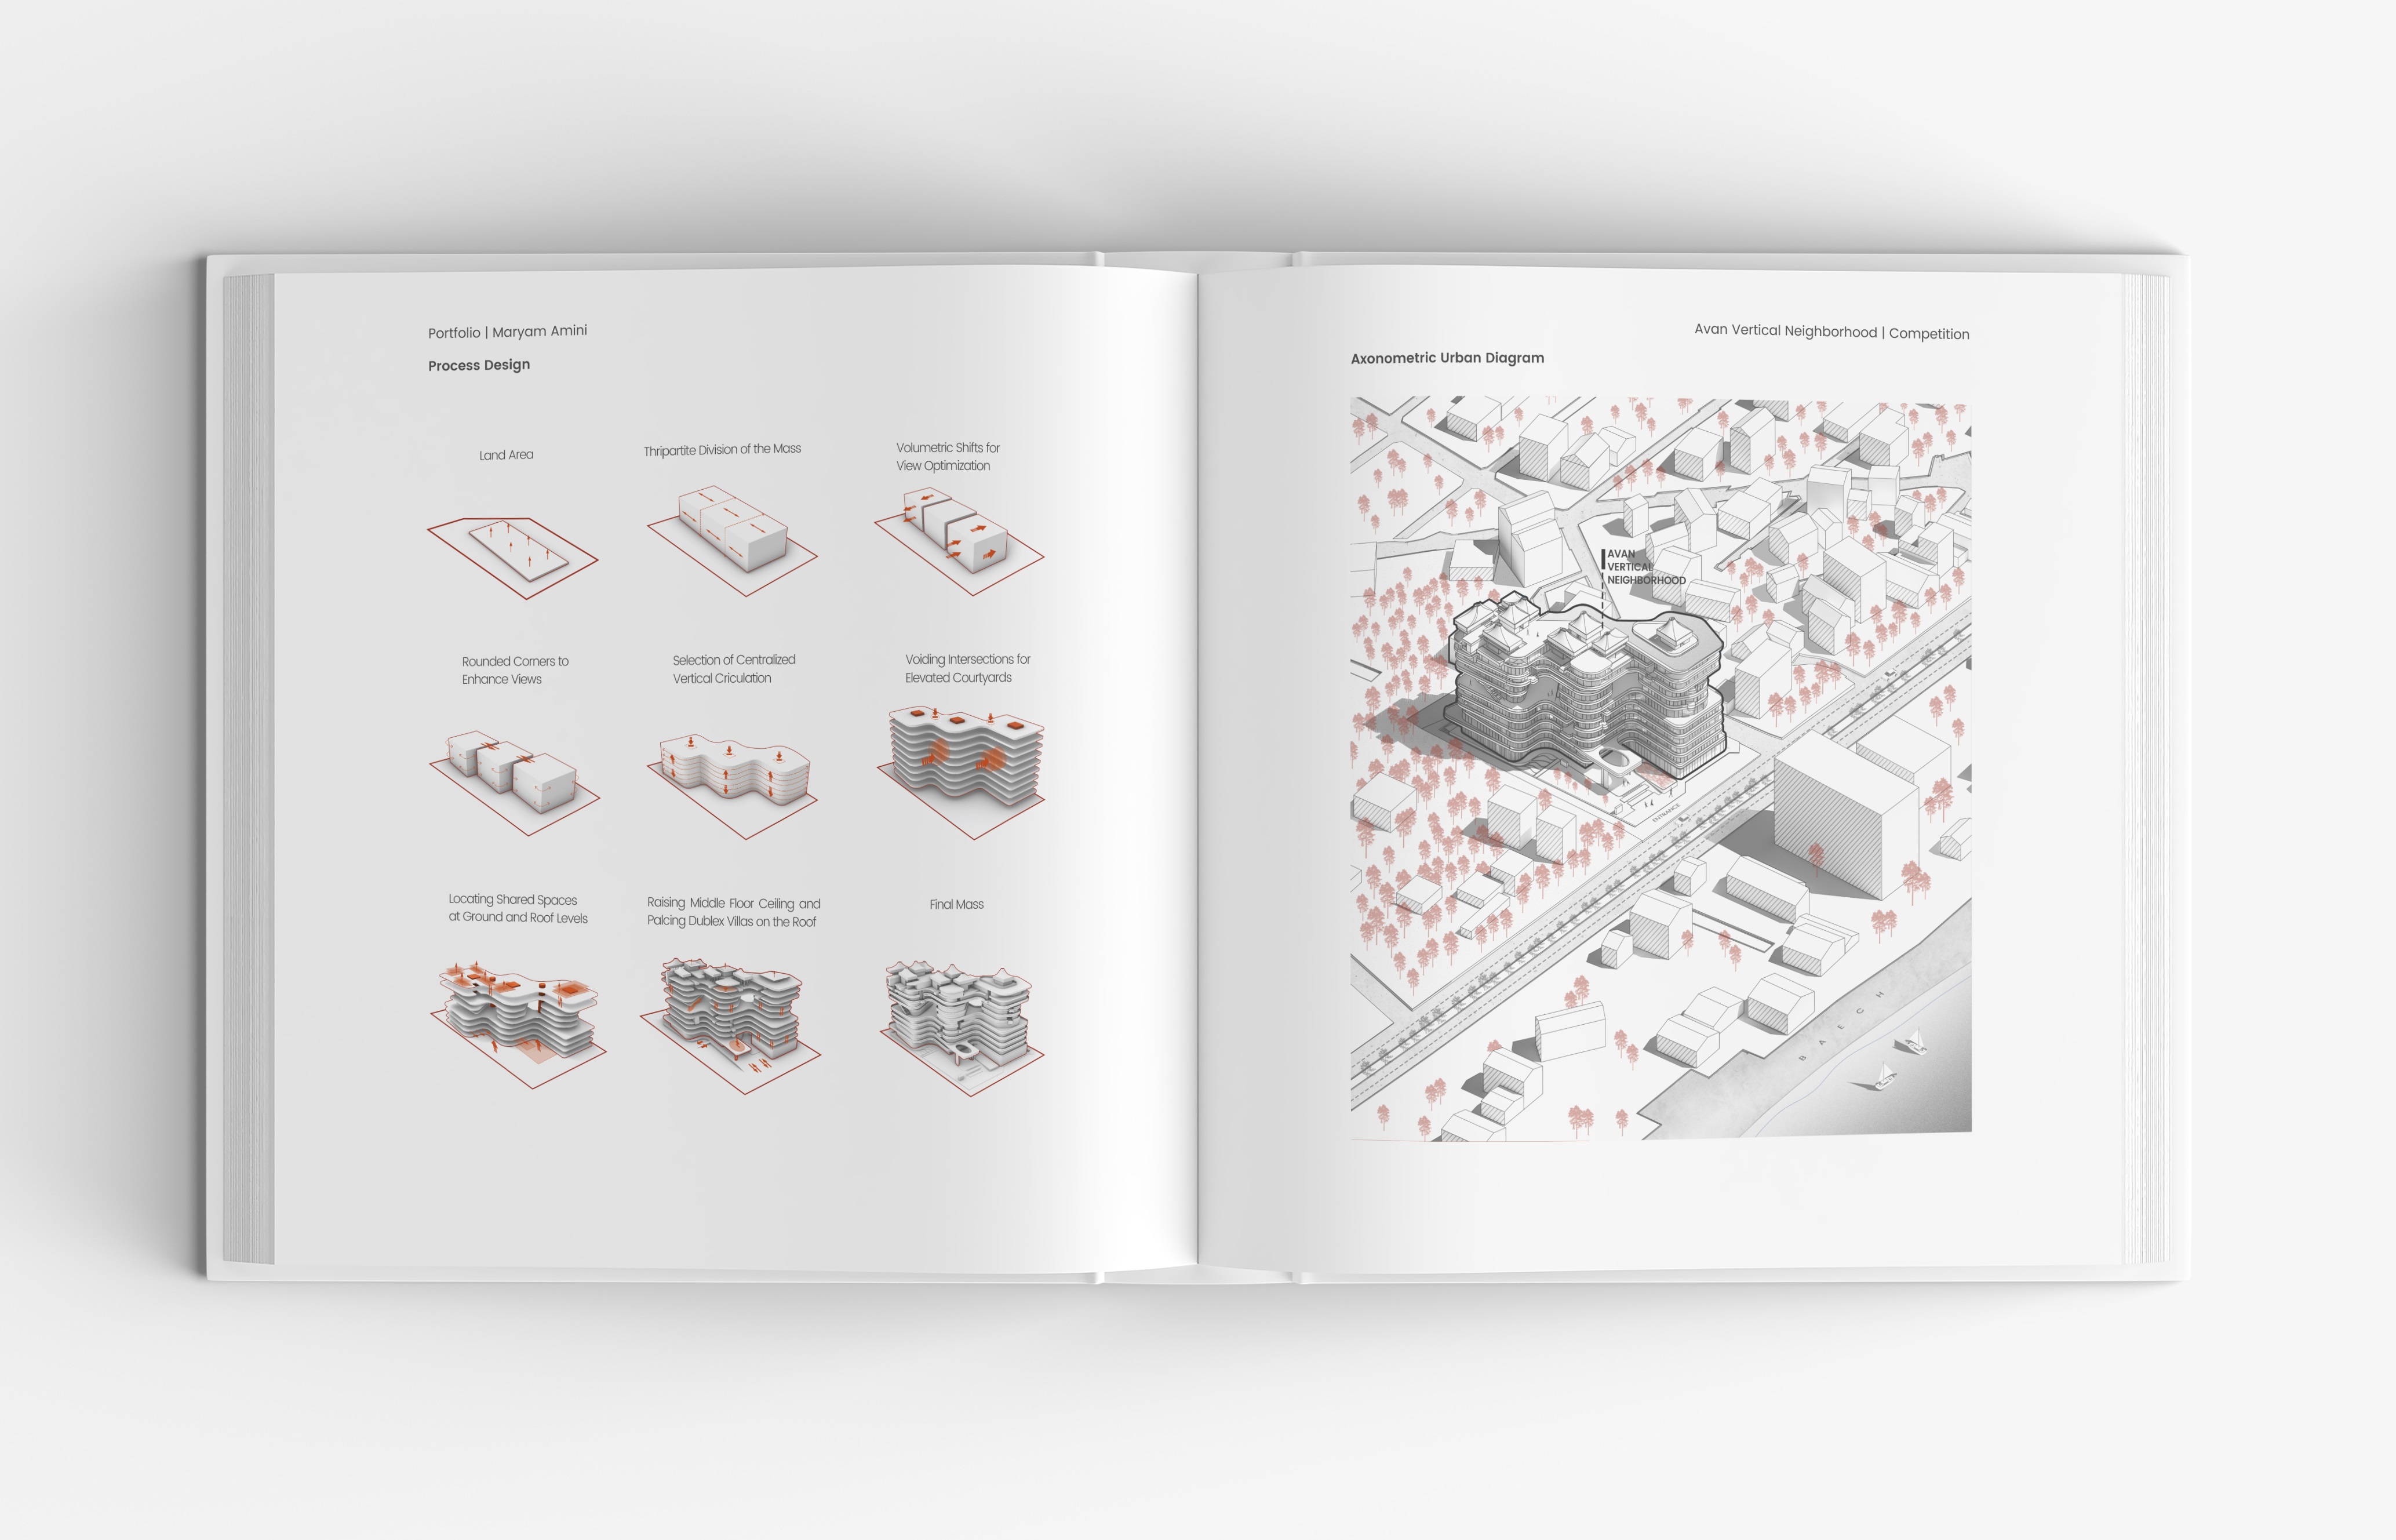 Portfolio | Maryam Amini
Process Design
Land Area
Thripartite Division of the Mass
Volumetric Shifts for
View Optimization
Rounded Corners to
Enhance Views
Selection of Centralized
Vertical Criculation
Voiding Intersections for
Elevated Courtyards
Locating Shared Spaces
at Ground and Roof Levels
Raising Middle Floor Ceiling and
Palcing Dublex Villas on the Roof
Final Mass
Avan Vertical Neighborhood | Competition
Axonometric Urban Diagram
AVAN
VERTICAL
NEIGHBORHOOD
ENTRANCE
BAECH